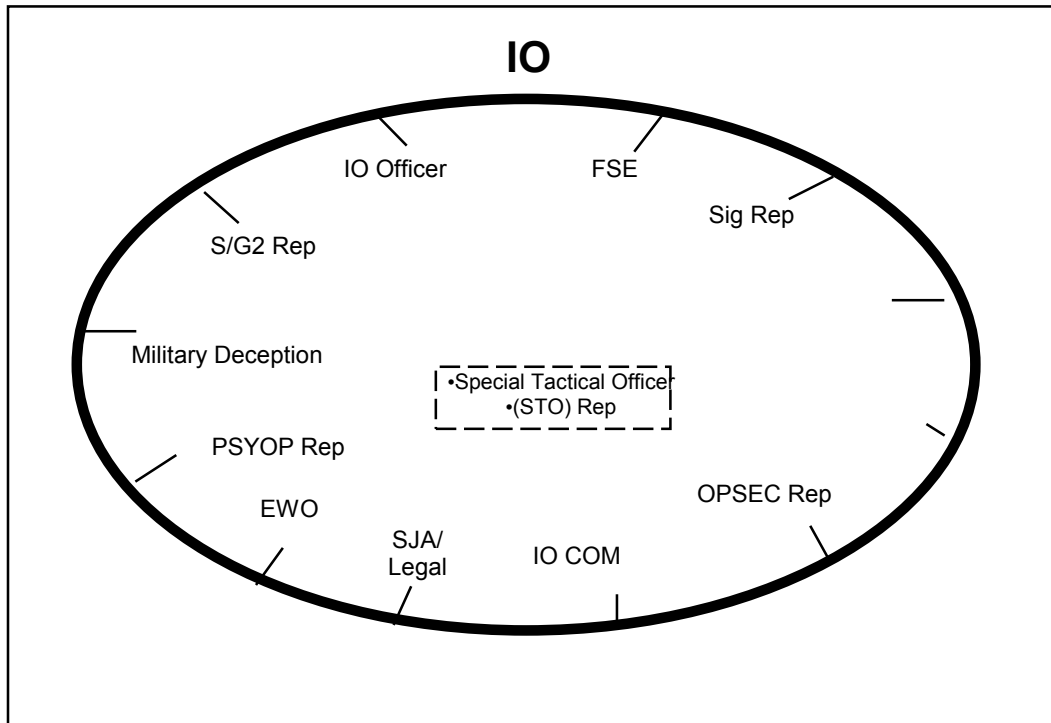 IO
IO Officer
FSE
Sig Rep
S/G2 Rep
Military Deception
•Special Tactical Officer
•(STO) Rep
PSYOP Rep
OPSEC Rep
EWO
SJA/
Legal
IO COM